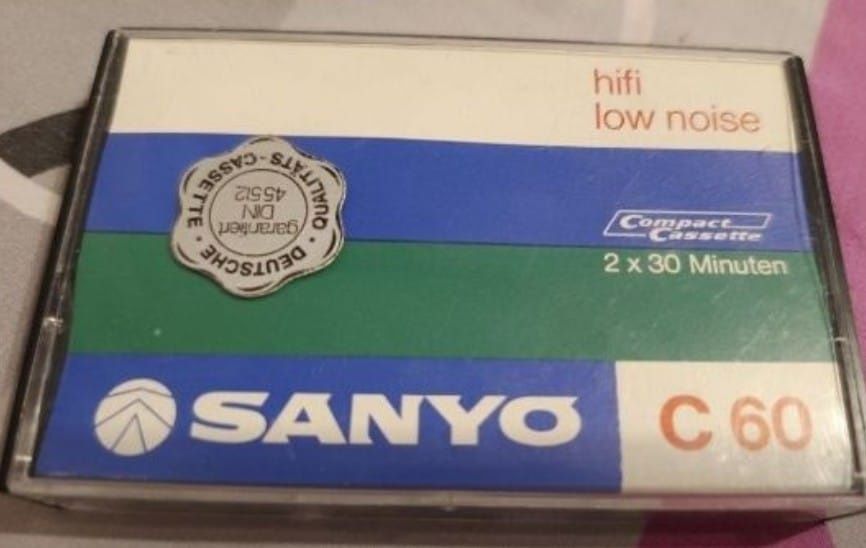 hifi
low noise
DEUTSCHE · QUALITÄTS-CASSETTE ·
garantiert
DIN
45512
Compact
Cassette
2 x 30 Minuten
SANYO
C 60